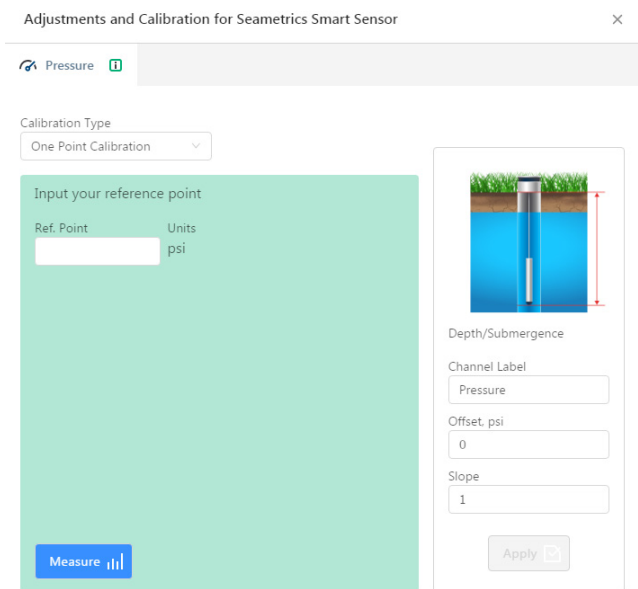 Adjustments and Calibration for Seametrics Smart Sensor
Pressure
Calibration Type
One Point Calibration
Input your reference point
Ref. Point Units
psi
Measure
Depth/Submergence
Channel Label
Pressure
Offset, psi
0
Slope
1
Apply